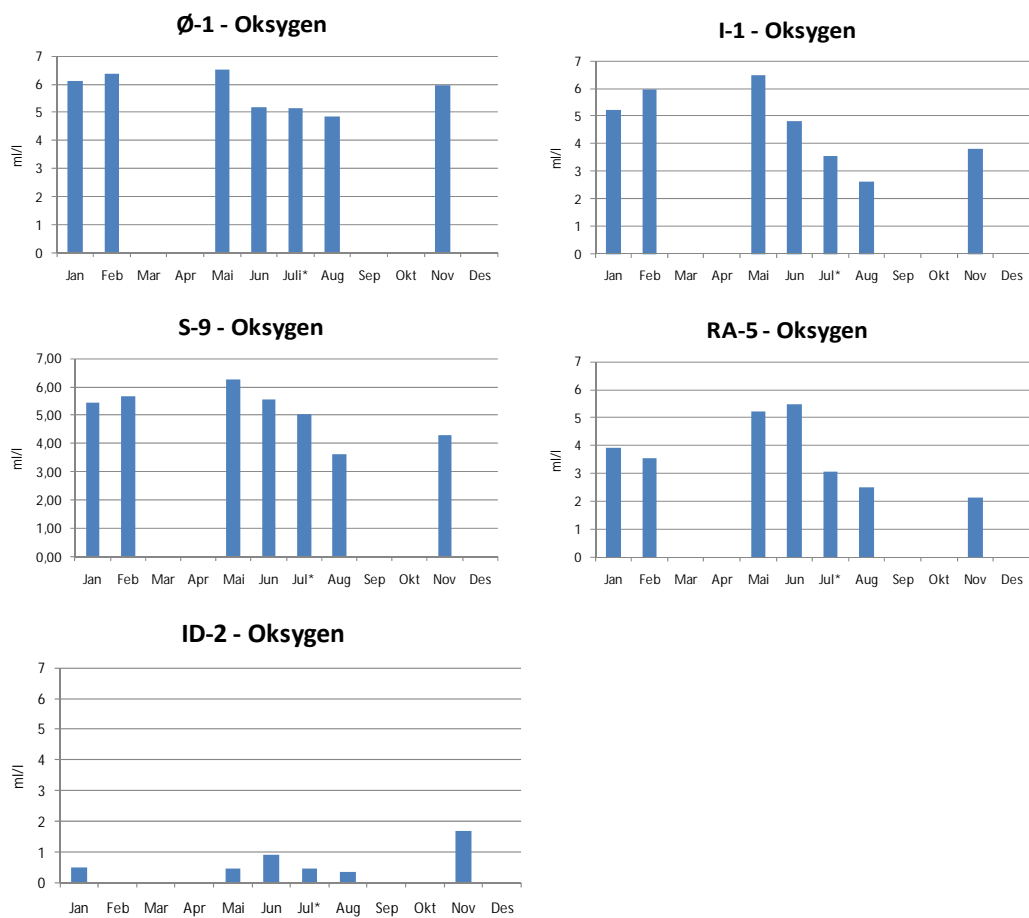 Ø-1 - Oksygen
7
6
5
4
3
2
1
0
ml/l
Jan Feb Mar Apr Mai Jun Juli* Aug Sep Okt Nov Des
I-1 - Oksygen
7
6
5
4
3
2
1
0
ml/l
Jan Feb Mar Apr Mai Jun Jul* Aug Sep Okt Nov Des
S-9 - Oksygen
7,00
6,00
5,00
4,00
3,00
2,00
1,00
0,00
ml/l
Jan Feb Mar Apr Mai Jun Jul* Aug Sep Okt Nov Des
RA-5 - Oksygen
7
6
5
4
3
2
1
0
ml/l
Jan Feb Mar Apr Mai Jun Jul* Aug Sep Okt Nov Des
ID-2 - Oksygen
7
6
5
4
3
2
1
0
ml/l
Jan Feb Mar Apr Mai Jun Jul* Aug Sep Okt Nov Des